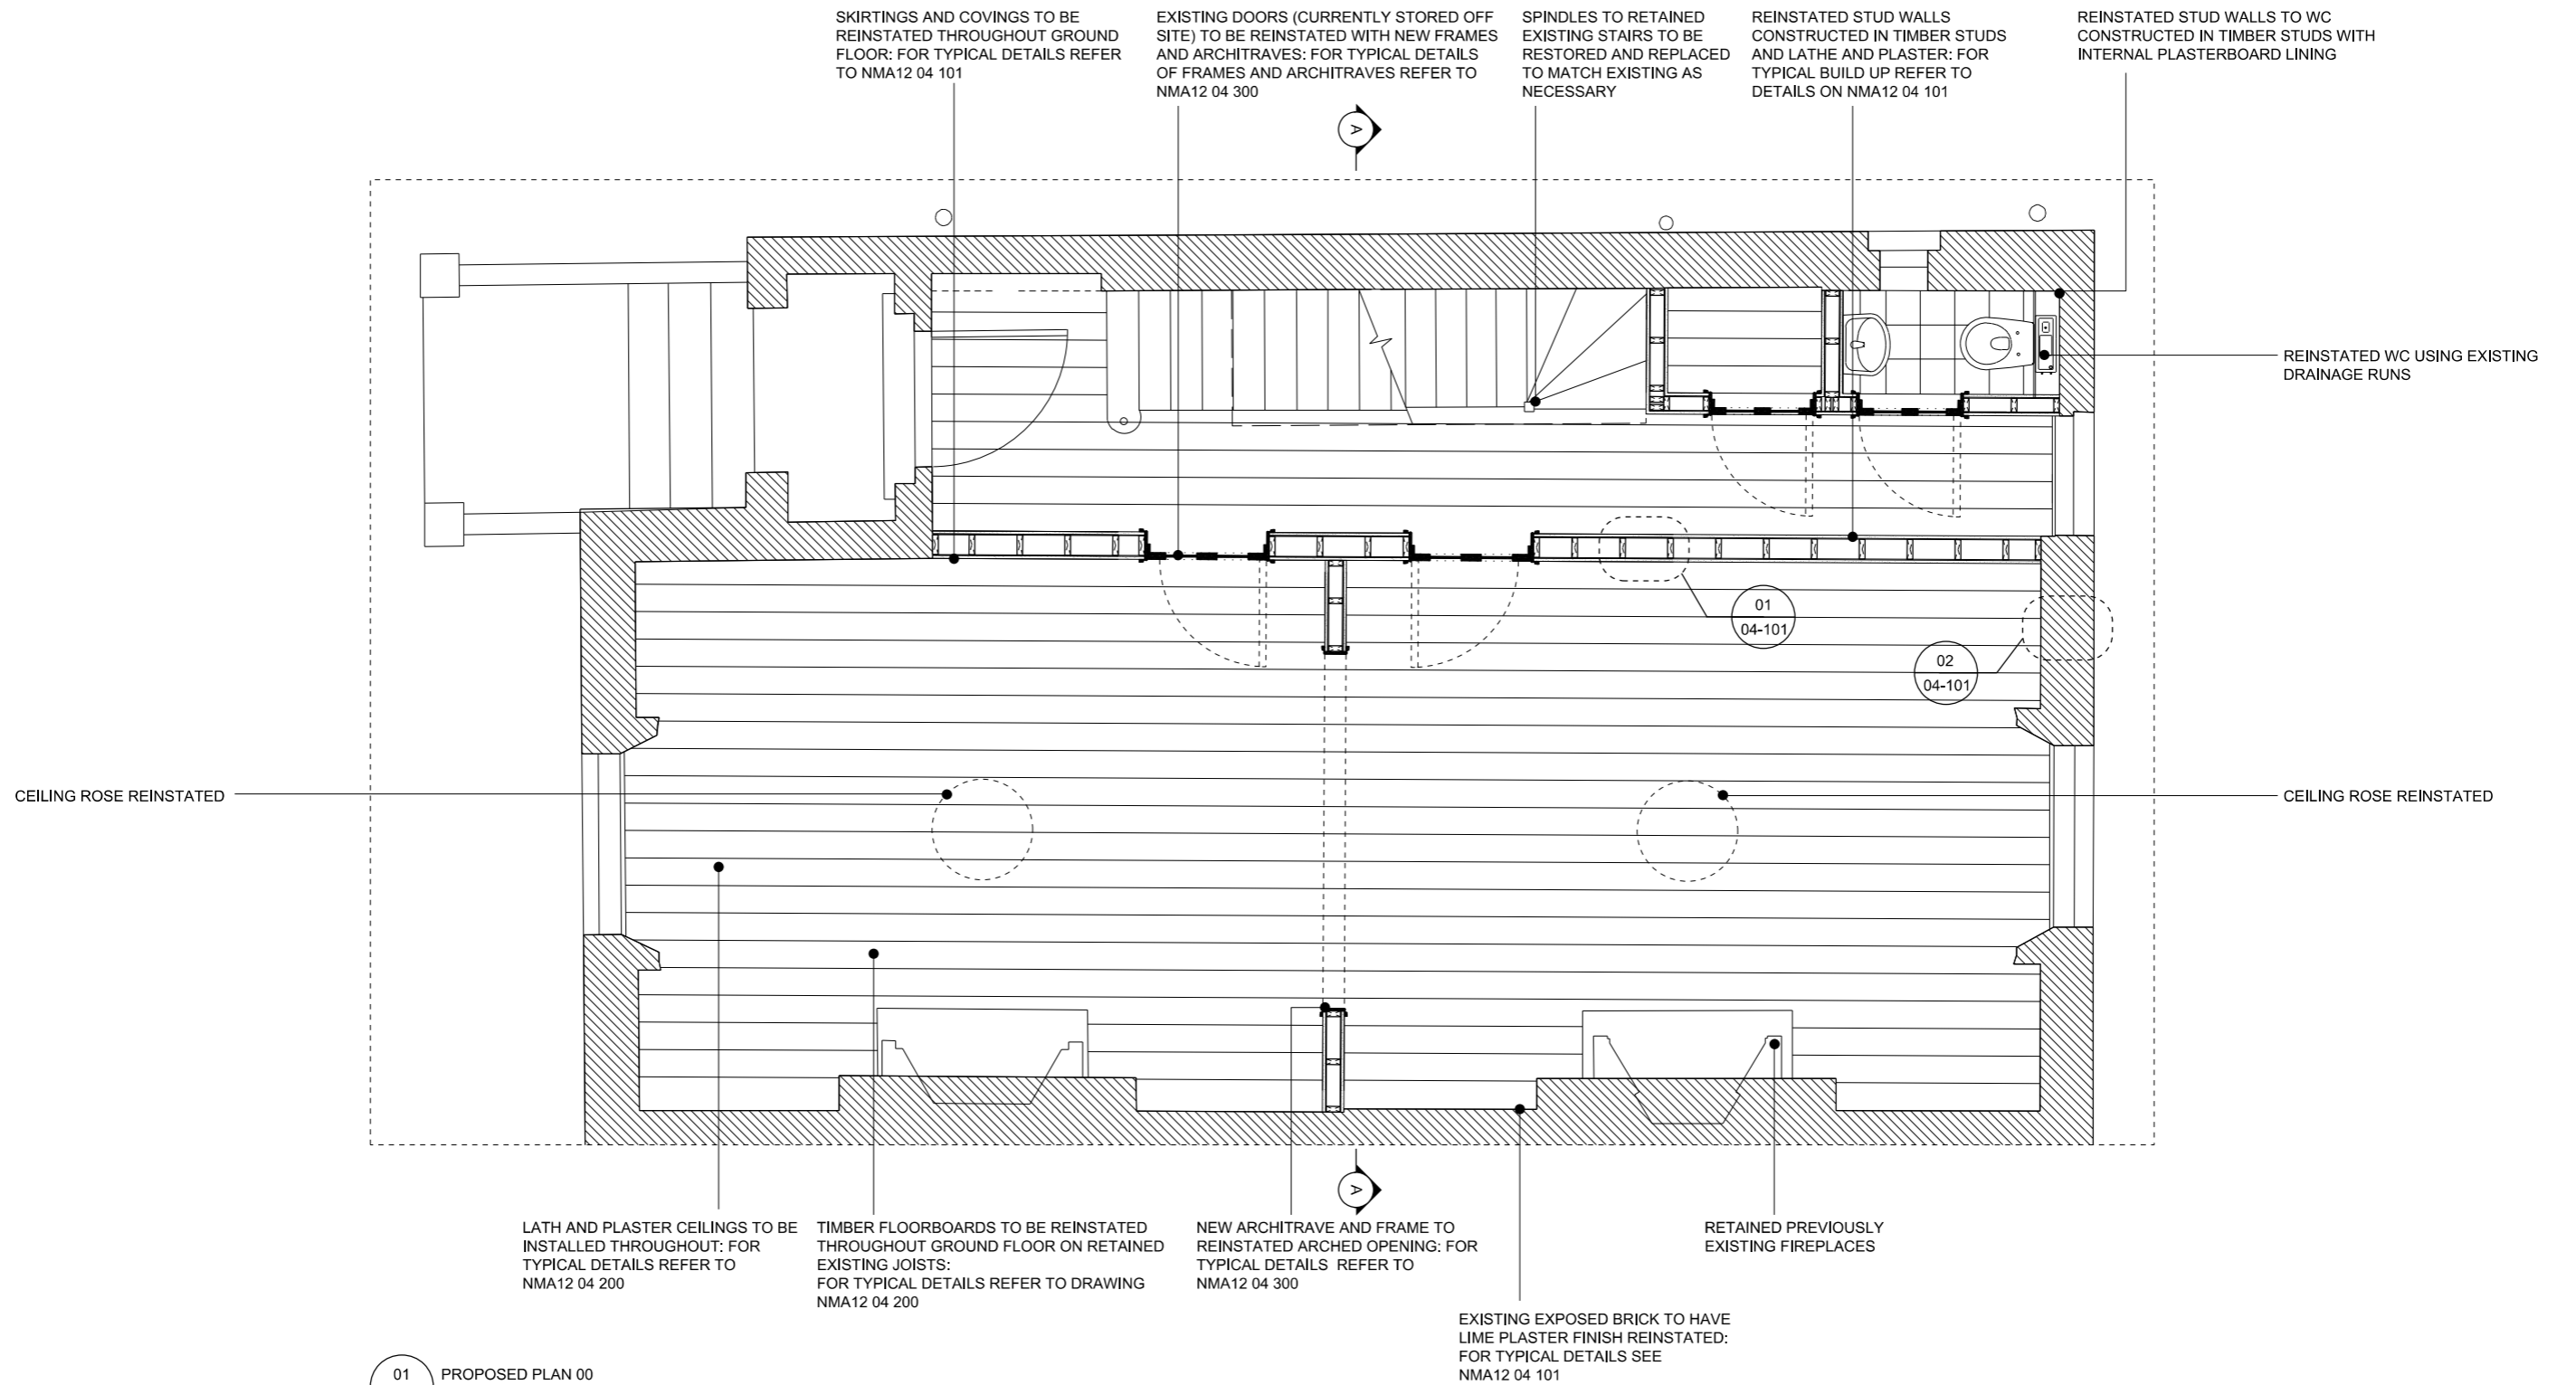 SKIRTINGS AND COVINGS TO BE
REINSTATED THROUGHOUT GROUND
FLOOR: FOR TYPICAL DETAILS REFER
TO NMA12 04 101
EXISTING DOORS (CURRENTLY STORED OFF
SITE) TO BE REINSTATED WITH NEW FRAMES
AND ARCHITRAVES: FOR TYPICAL DETAILS
OF FRAMES AND ARCHITRAVES REFER TO
NMA12 04 300
SPINDLES TO RETAINED
EXISTING STAIRS TO BE
RESTORED AND REPLACED
TO MATCH EXISTING AS
NECESSARY
REINSTATED STUD WALLS
CONSTRUCTED IN TIMBER STUDS
AND LATHE AND PLASTER: FOR
TYPICAL BUILD UP REFER TO
DETAILS ON NMA12 04 101
REINSTATED STUD WALLS TO WC
CONSTRUCTED IN TIMBER STUDS WITH
INTERNAL PLASTERBOARD LINING
A
REINSTATED WC USING EXISTING
DRAINAGE RUNS
01
04-101
02
04-101
CEILING ROSE REINSTATED
CEILING ROSE REINSTATED
A
LATH AND PLASTER CEILINGS TO BE
INSTALLED THROUGHOUT: FOR
TYPICAL DETAILS REFER TO
NMA12 04 200
TIMBER FLOORBOARDS TO BE REINSTATED
THROUGHOUT GROUND FLOOR ON RETAINED
EXISTING JOISTS:
FOR TYPICAL DETAILS REFER TO DRAWING
NMA12 04 200
NEW ARCHITRAVE AND FRAME TO
REINSTATED ARCHED OPENING: FOR
TYPICAL DETAILS REFER TO
NMA12 04 300
RETAINED PREVIOUSLY
EXISTING FIREPLACES
EXISTING EXPOSED BRICK TO HAVE
LIME PLASTER FINISH REINSTATED:
FOR TYPICAL DETAILS SEE
NMA12 04 101
01
PROPOSED PLAN 00